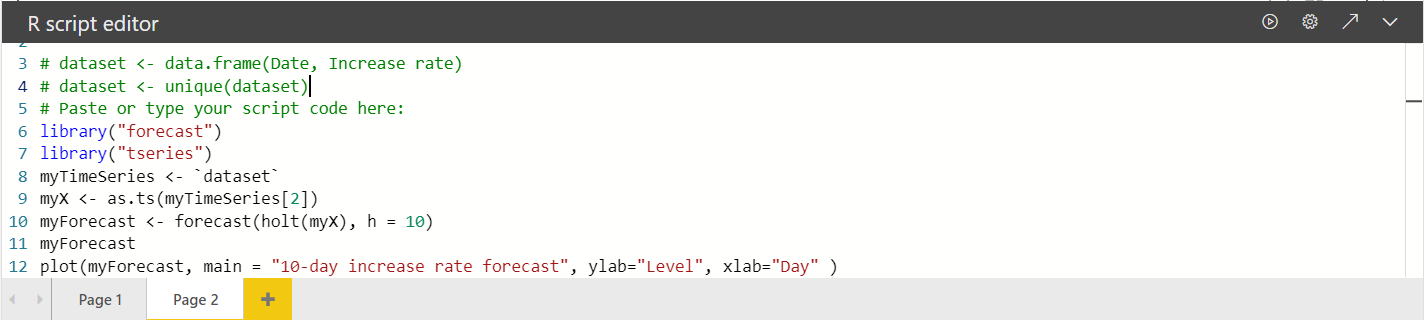 R script editor
2
3 # dataset <- data.frame(Date, Increase rate)
4 # dataset <- unique(dataset)
5 # Paste or type your script code here:
6 library("forecast")
7 library("tseries")
8 myTimeSeries <- `dataset`
9 myX <- as.ts(myTimeSeries[2])
10 myForecast <- forecast(holt(myX), h = 10)
11 myForecast
12 plot(myForecast, main = "10-day increase rate forecast", ylab="Level", xlab="Day" )
Page 1 Page 2 +